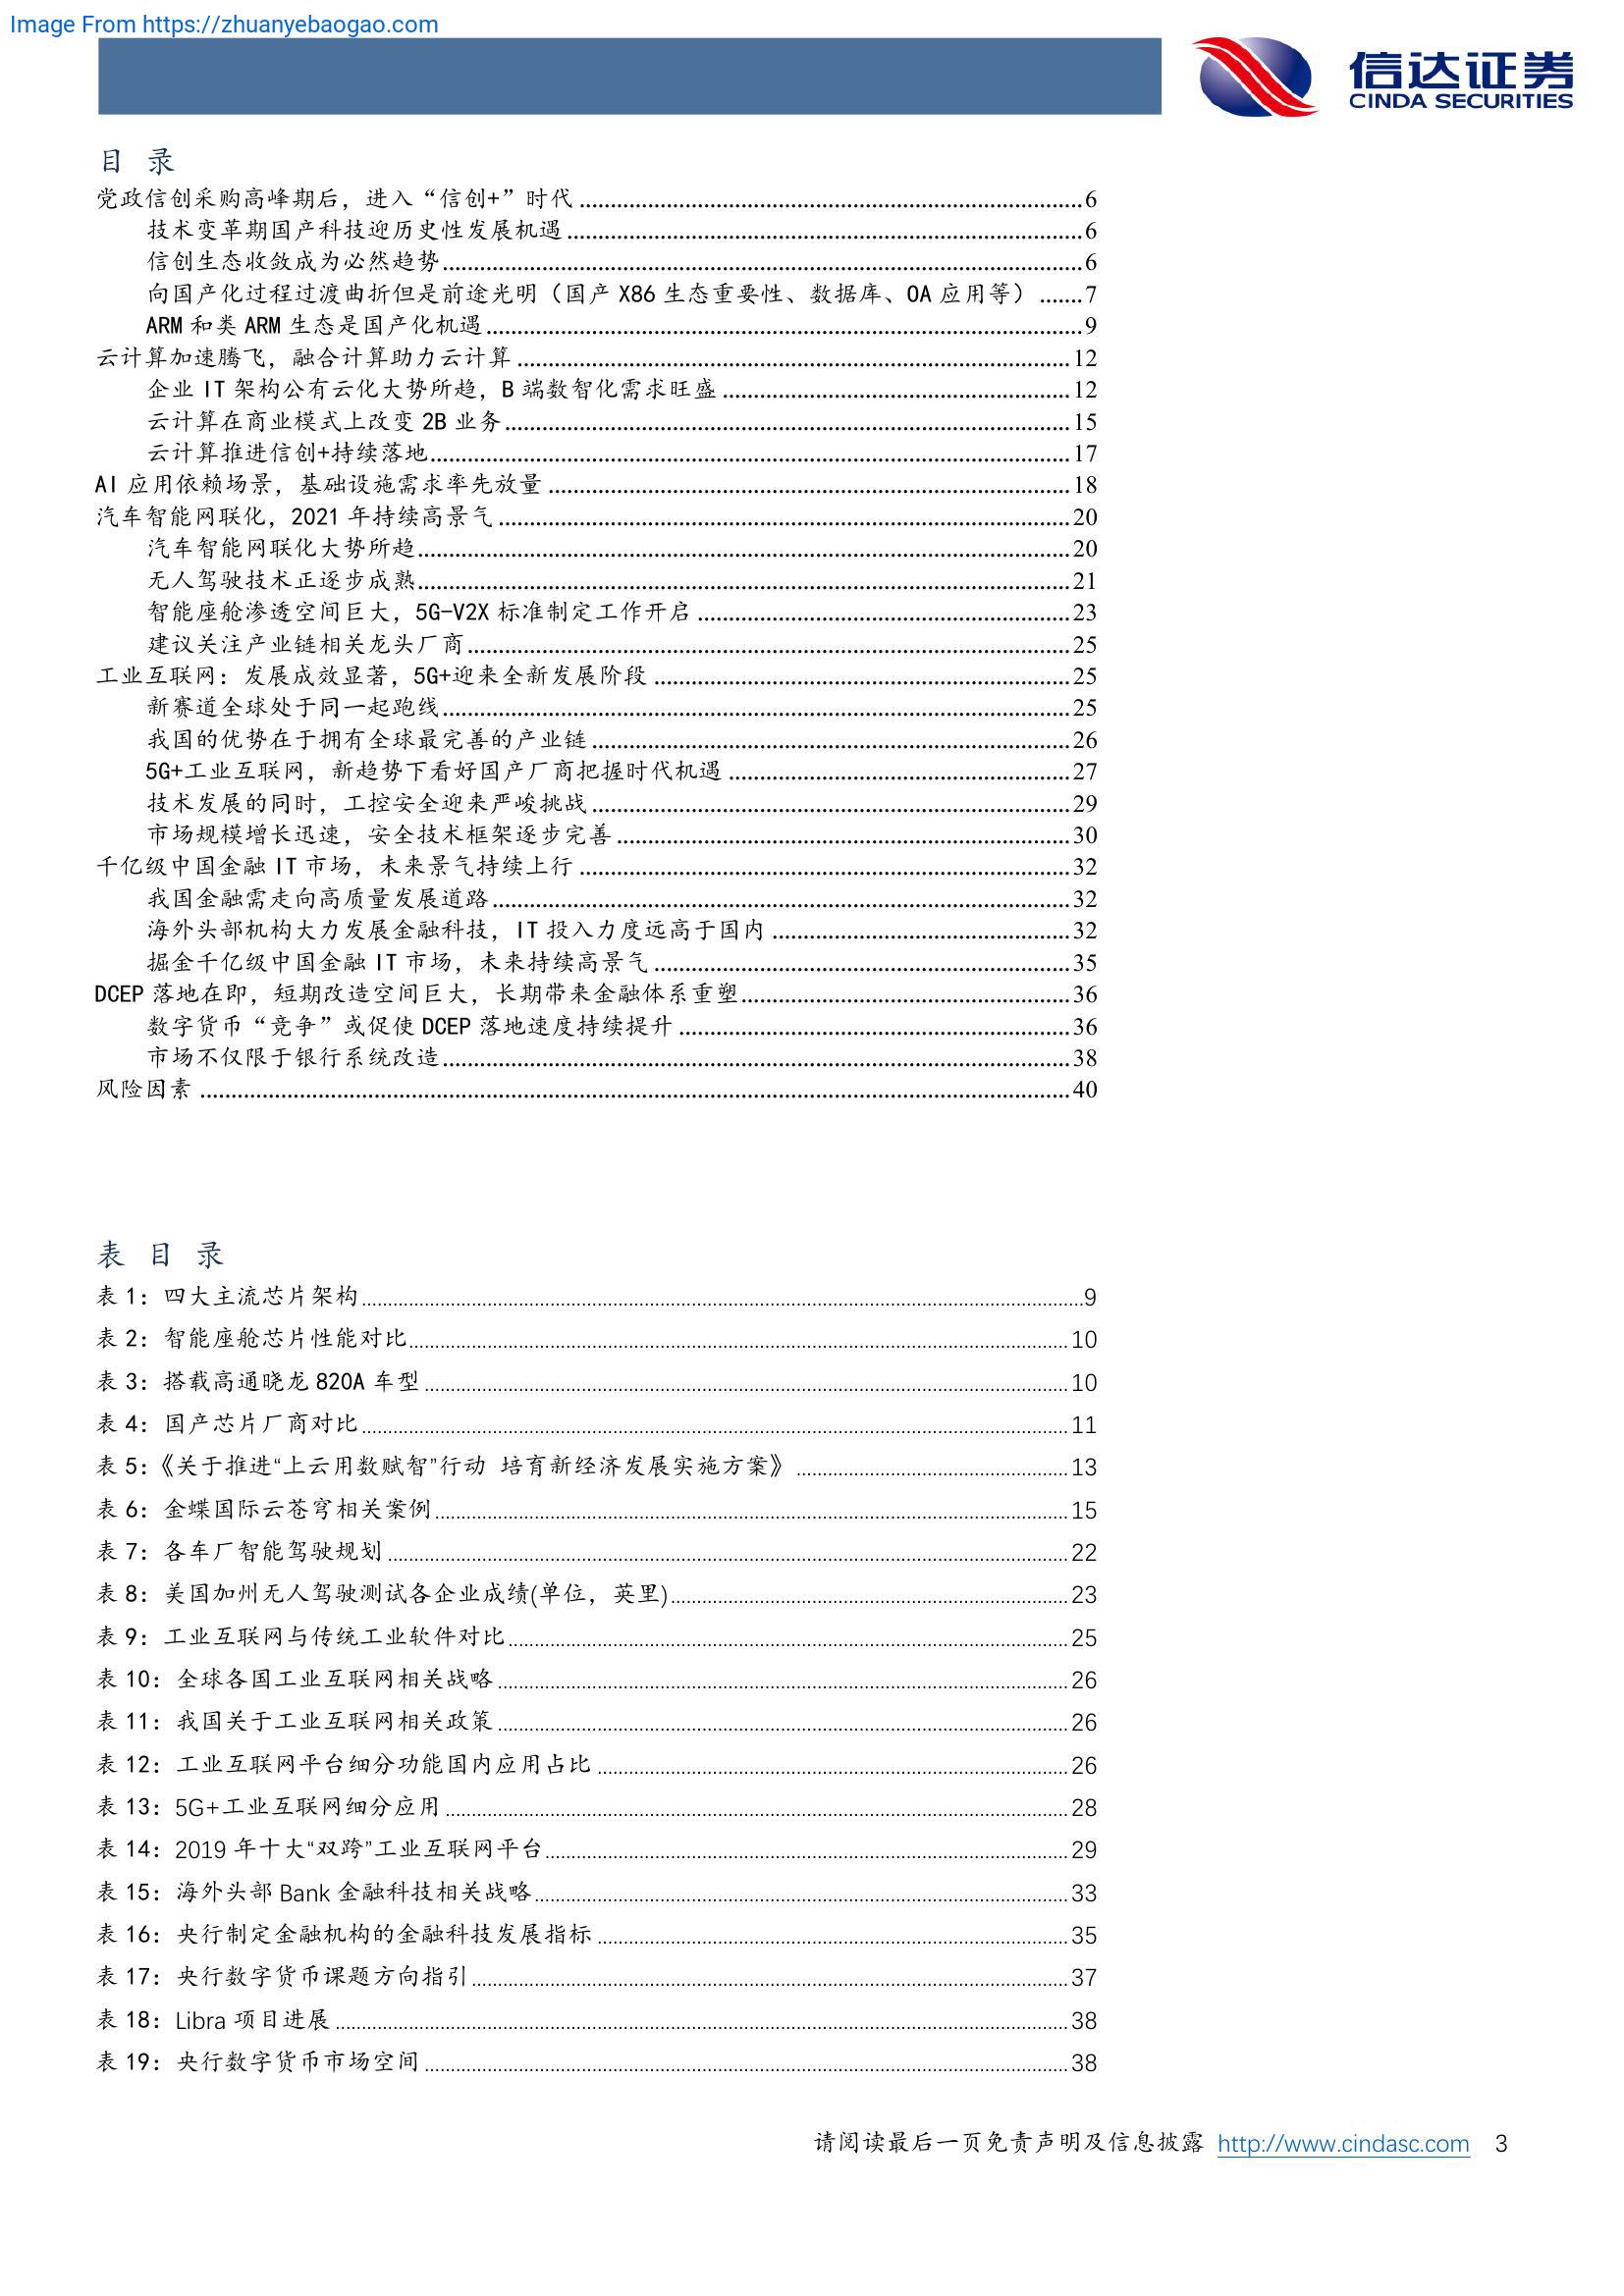 Image From https://zhuanyebaogao.com
信达证券
CINDA SECURITIES
目 录
党政信创采购高峰期后，进入“信创+”时代 6
技术变革期国产科技迎历史性发展机遇 6
信创生态收敛成为必然趋势 6
向国产化过程过渡曲折但是前途光明（国产 X86 生态重要性、数据库、OA 应用等） 7
ARM 和类 ARM 生态是国产化机遇 9
云计算加速腾飞，融合计算助力云计算 12
企业 IT 架构公有云化大势所趋，B 端数智化需求旺盛 12
云计算在商业模式上改变 2B 业务 15
云计算推进信创+持续落地 17
AI 应用依赖场景，基础设施需求率先放量 18
汽车智能网联化，2021 年持续高景气 20
汽车智能网联化大势所趋 20
无人驾驶技术正逐步成熟 21
智能座舱渗透空间巨大，5G-V2X 标准制定工作开启 23
建议关注产业链相关龙头厂商 25
工业互联网：发展成效显著，5G+迎来全新发展阶段 25
新赛道全球处于同一起跑线 25
我国的优势在于拥有全球最完善的产业链 26
5G+工业互联网，新趋势下看好国产厂商把握时代机遇 27
技术发展的同时，工控安全迎来严峻挑战 29
市场规模增长迅速，安全技术框架逐步完善 30
千亿级中国金融 IT 市场，未来景气持续上行 32
我国金融需走向高质量发展道路 32
海外头部机构大力发展金融科技，IT 投入力度远高于国内 32
掘金千亿级中国金融 IT 市场，未来持续高景气 35
DCEP 落地在即，短期改造空间巨大，长期带来金融体系重塑 36
数字货币“竞争”或促使 DCEP 落地速度持续提升 36
市场不仅限于银行系统改造 38
风险因素 40
表 目 录
表 1：四大主流芯片架构 9
表 2：智能座舱芯片性能对比 10
表 3：搭载高通骁龙 820A 车型 10
表 4：国产芯片厂商对比 11
表 5：《关于推进“上云用数赋智”行动 培育新经济发展实施方案》 13
表 6：金蝶国际云苍穹相关案例 15
表 7：各车厂智能驾驶规划 22
表 8：美国加州无人驾驶测试各企业成绩(单位，英里) 23
表 9：工业互联网与传统工业软件对比 25
表 10：全球各国工业互联网相关战略 26
表 11：我国关于工业互联网相关政策 26
表 12：工业互联网平台细分功能国内应用占比 26
表 13：5G+工业互联网细分应用 28
表 14：2019 年十大“双跨”工业互联网平台 29
表 15：海外头部 Bank 金融科技相关战略 33
表 16：央行制定金融机构的金融科技发展指标 35
表 17：央行数字货币课题方向指引 37
表 18：Libra 项目进展 38
表 19：央行数字货币市场空间 38
请阅读最后一页免责声明及信息披露 http://www.cindasc.com 3